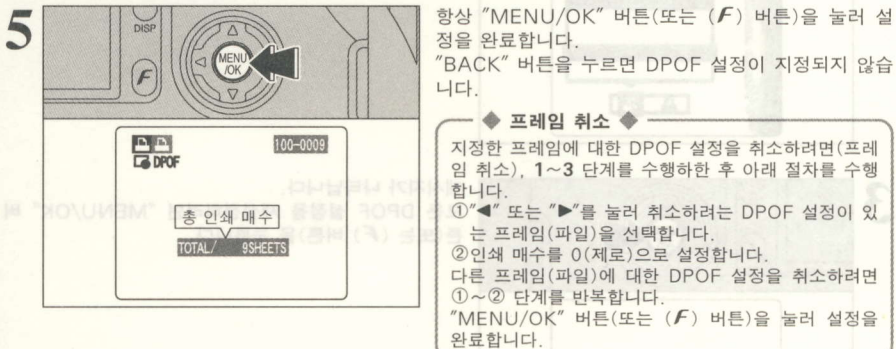 5
DISP
F
MENU
/OK
100-0009
DPOF
총 인쇄 매수
TOTAL/ 9SHEETS
항상 "MENU/OK" 버튼(또는 (F) 버튼)을 눌러 설
정을 완료합니다.
"BACK" 버튼을 누르면 DPOF 설정이 지정되지 않습
니다.
◆ 프레임 취소 ◆
지정한 프레임에 대한 DPOF 설정을 취소하려면(프레
임 취소), 1~3 단계를 수행하한 후 아래 절차를 수행
합니다.
①"◀" 또는 "▶"를 눌러 취소하려는 DPOF 설정이 있
는 프레임(파일)을 선택합니다.
②인쇄 매수를 0(제로)으로 설정합니다.
다른 프레임(파일)에 대한 DPOF 설정을 취소하려면
①~② 단계를 반복합니다.
"MENU/OK" 버튼(또는 (F) 버튼)을 눌러 설정을
완료합니다.